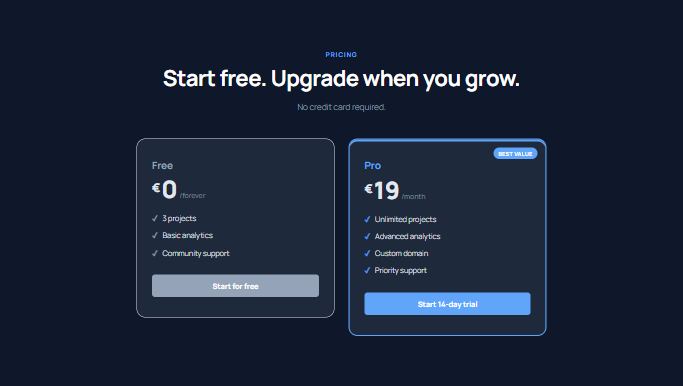 PRICING
Start free. Upgrade when you grow.
No credit card required.
Free
€0 /forever
✓ 3 projects
✓ Basic analytics
✓ Community support
Start for free
BEST VALUE
Pro
€19 /month
✓ Unlimited projects
✓ Advanced analytics
✓ Custom domain
✓ Priority support
Start 14-day trial